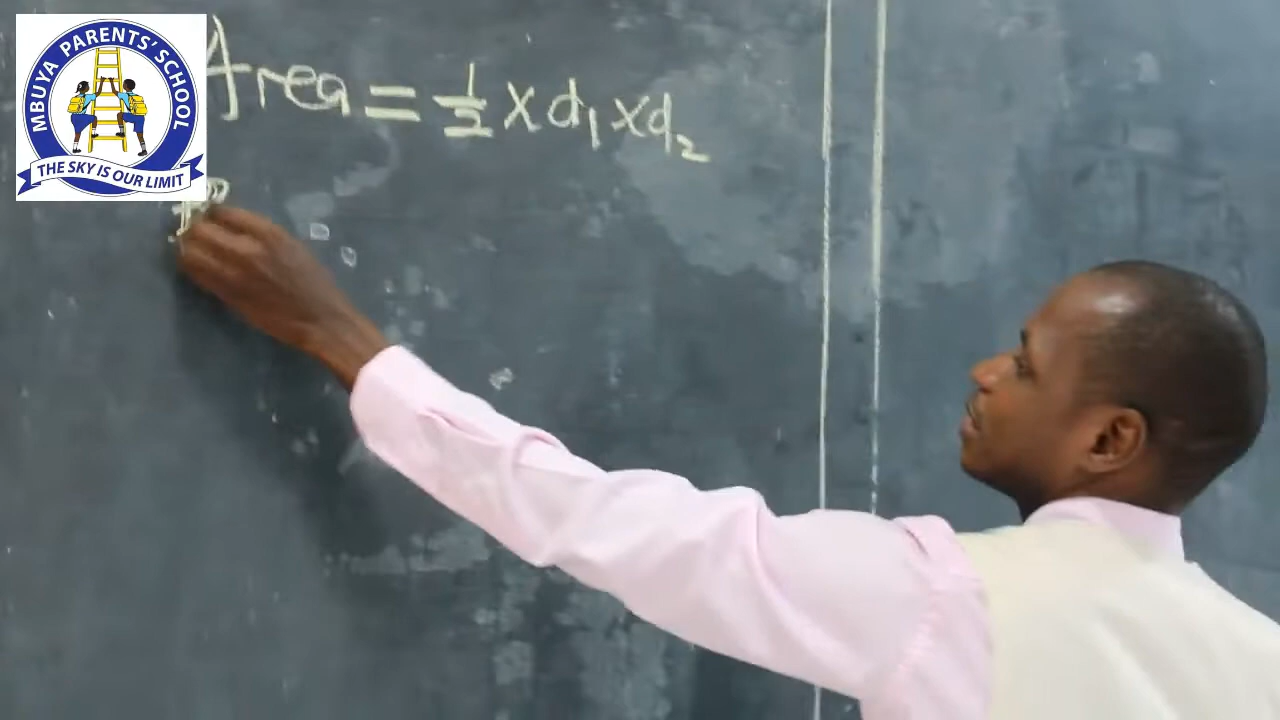 MBUYA PARENTS' SCHOOL
THE SKY IS OUR LIMIT
Area = 1/2 x d₁ x d₂